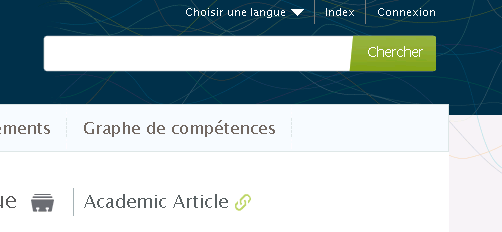 Choisir une langue Index Connexion
Chercher
Graphe de compétences
Academic Article